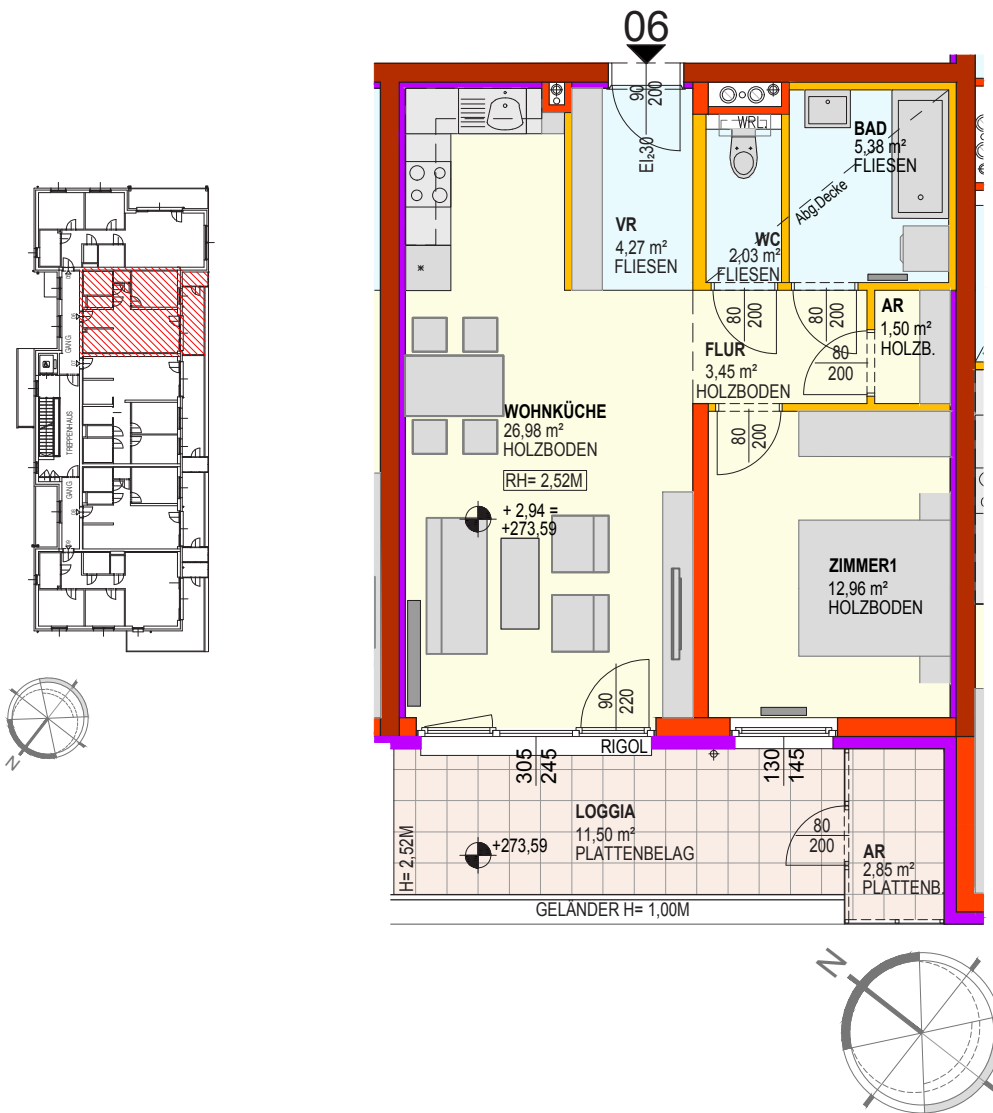 06
90
200
EI₂30
WRL.
BAD
5,38 m²
FLIESEN
Abg.Decke
VR
4,27 m²
FLIESEN
WC
2,03 m²
FLIESEN
80
200
80
200
AR
1,50 m²
HOLZB.
FLUR
3,45 m²
HOLZBODEN
80
200
80
200
WOHNKÜCHE
26,98 m²
HOLZBODEN
RH= 2,52M
+ 2,94 =
+273,59
ZIMMER1
12,96 m²
HOLZBODEN
90
220
RIGOL
305
245
130
145
LOGGIA
11,50 m²
PLATTENBELAG
+273,59
H= 2,52M
80
200
AR
2,85 m²
PLATTENB.
GELÄNDER H= 1,00M
N
GANG
TREPPENHAUS
GANG
N